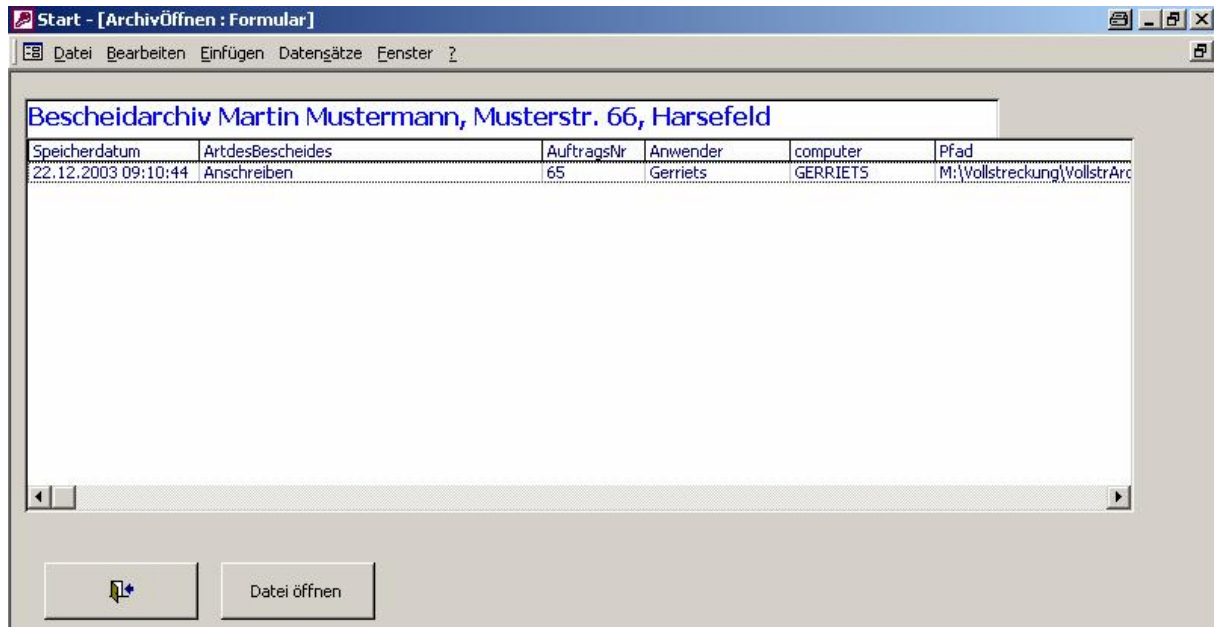 Start - [ArchivÖffnen : Formular]
Datei Bearbeiten Einfügen Datensätze Fenster ?
Bescheidarchiv Martin Mustermann, Musterstr. 66, Harsefeld
Speicherdatum ArtdesBescheides AuftragsNr Anwender computer Pfad
22.12.2003 09:10:44 Anschreiben 65 Gerriets GERRIETS M:\Vollstreckung\VollstrArc
Datei öffnen